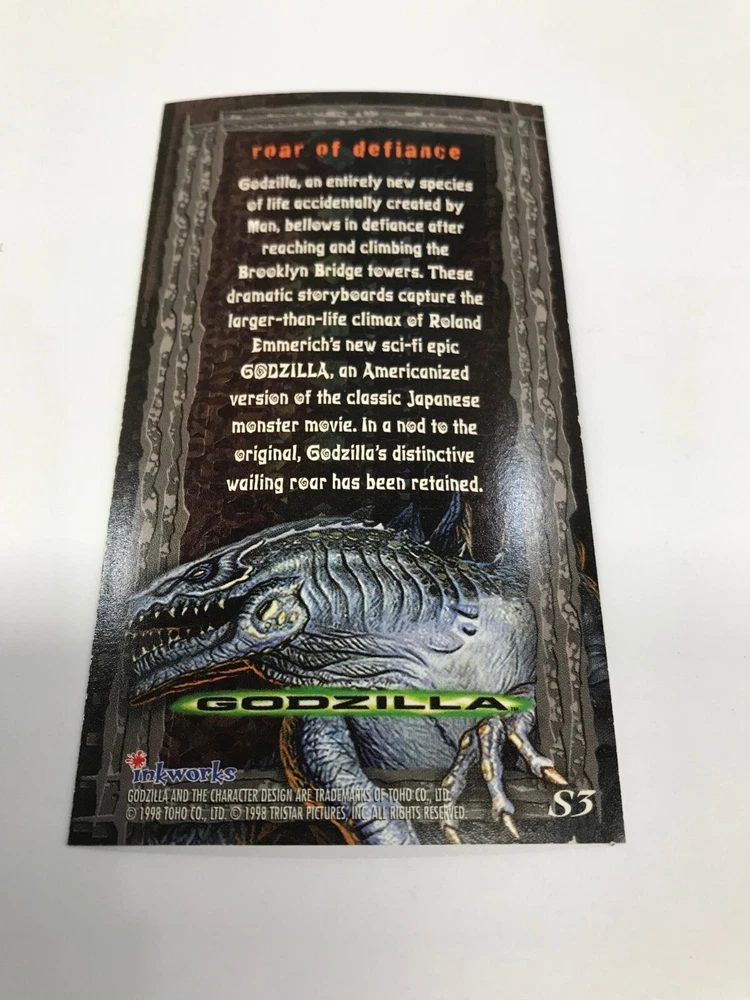 roar of defiance
Godzilla, an entirely new species
of life accidentally created by
Man, bellows in defiance after
reaching and climbing the
Brooklyn Bridge towers. These
dramatic storyboards capture the
larger-than-life climax of Roland
Emmerich's new sci-fi epic
GODZILLA, an Americanized
version of the classic Japanese
monster movie. In a nod to the
original, Godzilla's distinctive
wailing roar has been retained.
GODZILLA
inkworks
GODZILLA AND THE CHARACTER DESIGN ARE TRADEMARKS OF TOHO CO., LTD.
© 1998 TOHO CO., LTD. © 1998 TRISTAR PICTURES, INC. ALL RIGHTS RESERVED.
S3